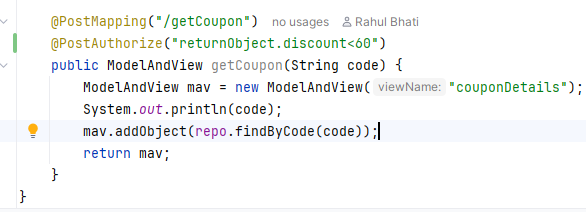 @PostMapping("/getCoupon") no usages Rahul Bhati
@PostAuthorize("returnObject.discount<60")
public ModelAndView getCoupon(String code) {
ModelAndView mav = new ModelAndView( viewName: "couponDetails");
System.out.println(code);
mav.addObject(repo.findByCode(code));
return mav;
}
}